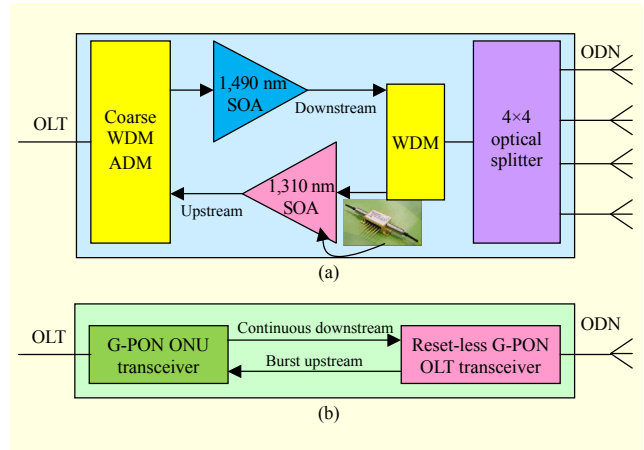 ODN
OLT
Coarse
WDM
ADM
1,490 nm
SOA
Downstream
WDM
4×4
optical
splitter
1,310 nm
SOA
Upstream
(a)
OLT
G-PON ONU
transceiver
Continuous downstream
Burst upstream
Reset-less G-PON
OLT transceiver
ODN
(b)